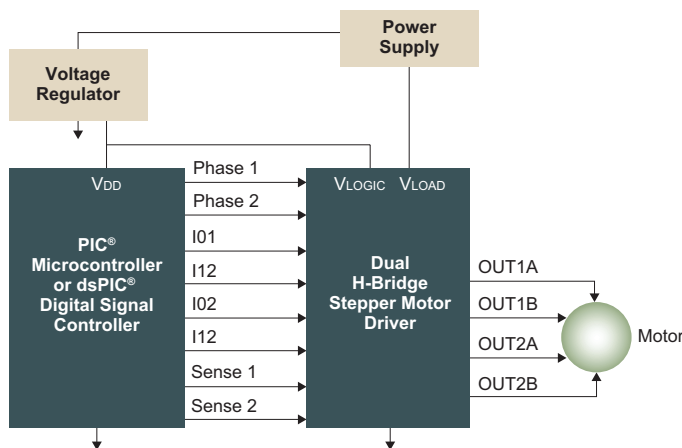 Power
Supply
Voltage
Regulator
VDD
Phase 1
Phase 2
I01
I12
I02
I12
Sense 1
Sense 2
PIC®
Microcontroller
or dsPIC®
Digital Signal
Controller
VLOGIC VLOAD
Dual
H-Bridge
Stepper Motor
Driver
OUT1A
OUT1B
OUT2A
OUT2B
Motor